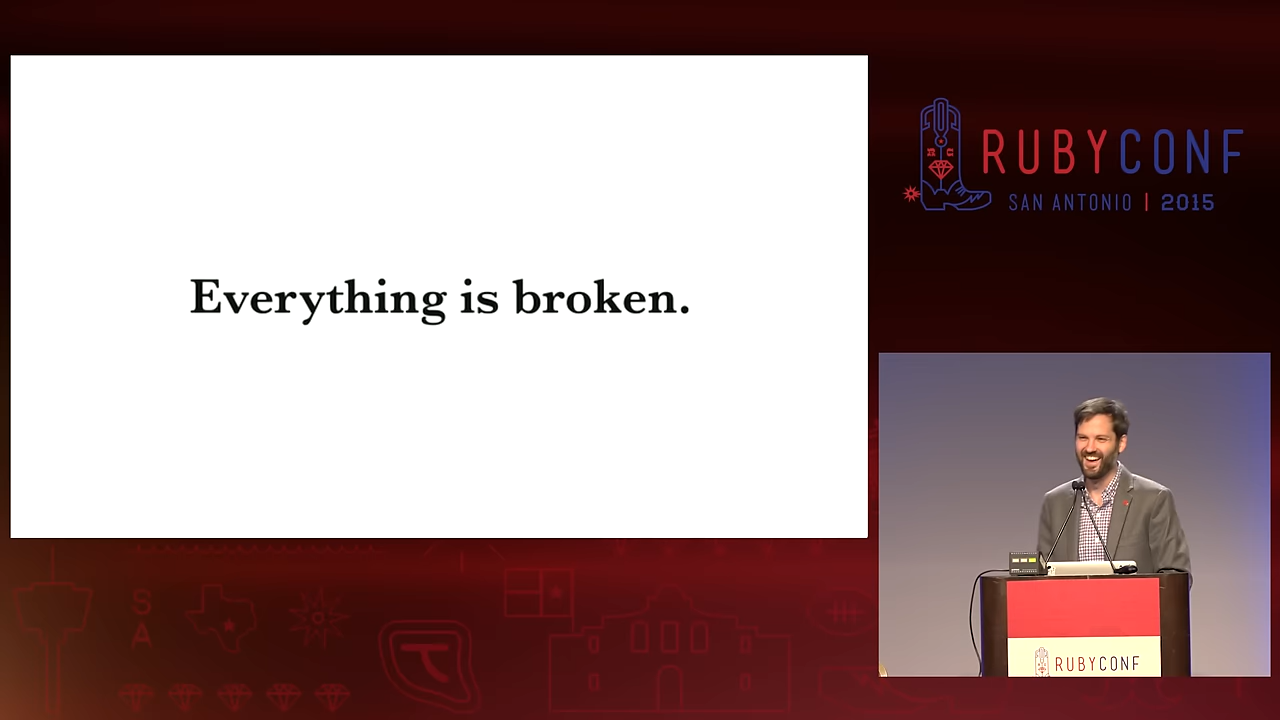 Everything is broken.
RUBYCONF
SAN ANTONIO | 2015
S
A
RUBYCONF